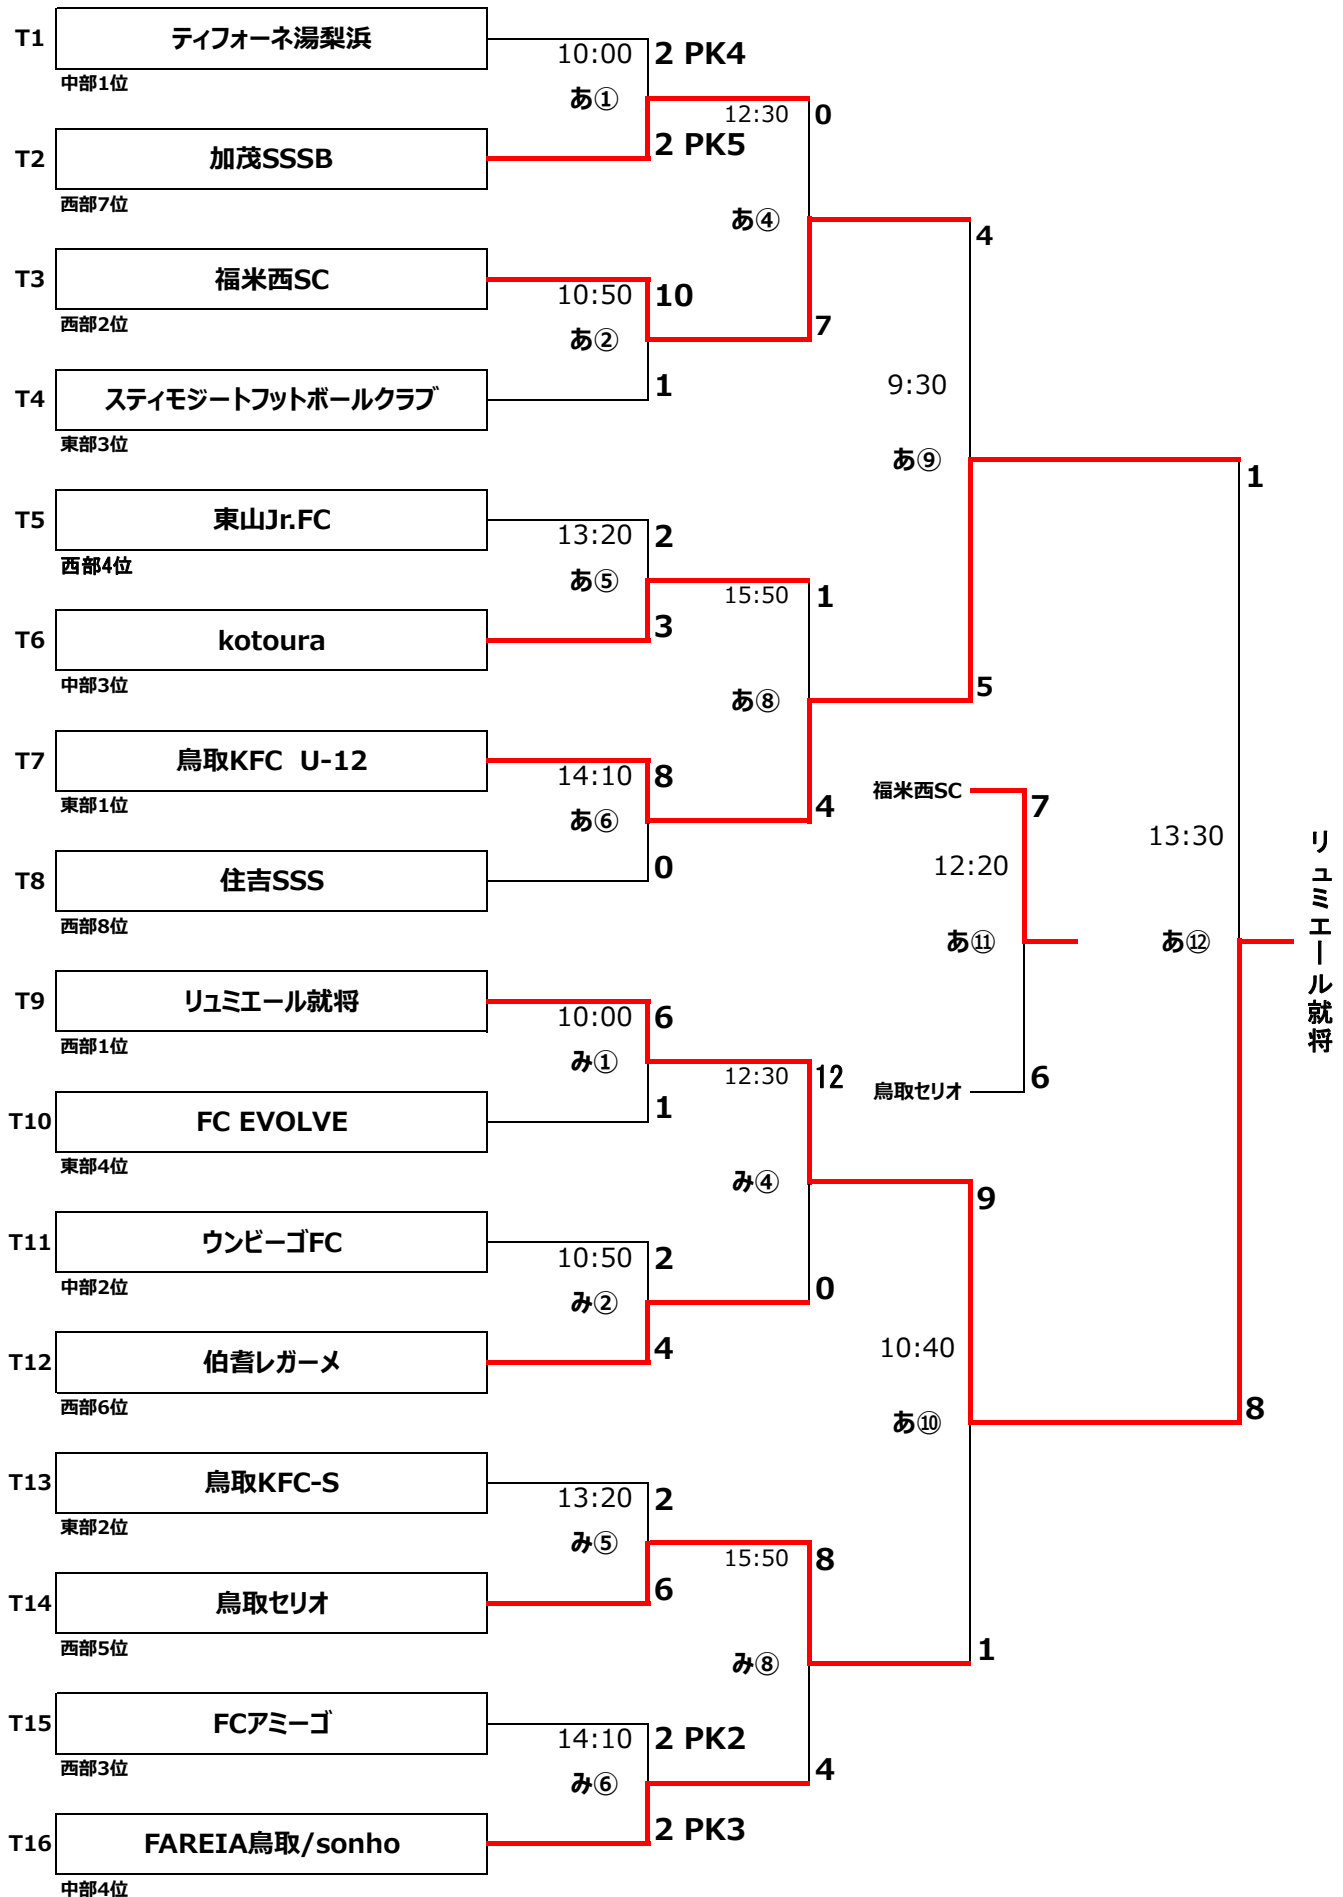 T1 ティフォーネ湯梨浜
中部1位
10:00 2 PK4
あ①
12:30 0
T2 加茂SSSB 2 PK5
西部7位
あ④
4
T3 福米西SC
西部2位
10:50 10
あ②
7
T4 スティモジートフットボールクラブ 1
東部3位
9:30
あ⑨
1
T5 東山Jr.FC
西部4位
13:20 2
あ⑤
15:50 1
T6 kotoura 3
中部3位
あ⑧
5
T7 鳥取KFC U-12
東部1位
14:10 8
あ⑥
4
T8 住吉SSS 0
西部8位
福米西SC 7
12:20
あ⑪
鳥取セリオ 6
13:30
あ⑫
リュミエール就将
T9 リュミエール就将
西部1位
10:00 6
み①
12:30 12
T10 FC EVOLVE 1
東部4位
み④
9
T11 ウンビーゴFC
中部2位
10:50 2
み②
0
T12 伯耆レガーメ 4
西部6位
10:40
あ⑩
8
T13 鳥取KFC-S
東部2位
13:20 2
み⑤
15:50 8
T14 鳥取セリオ 6
西部5位
み⑧
1
T15 FCアミーゴ
西部3位
14:10 2 PK2
み⑥
4
T16 FAREIA鳥取/sonho 2 PK3
中部4位